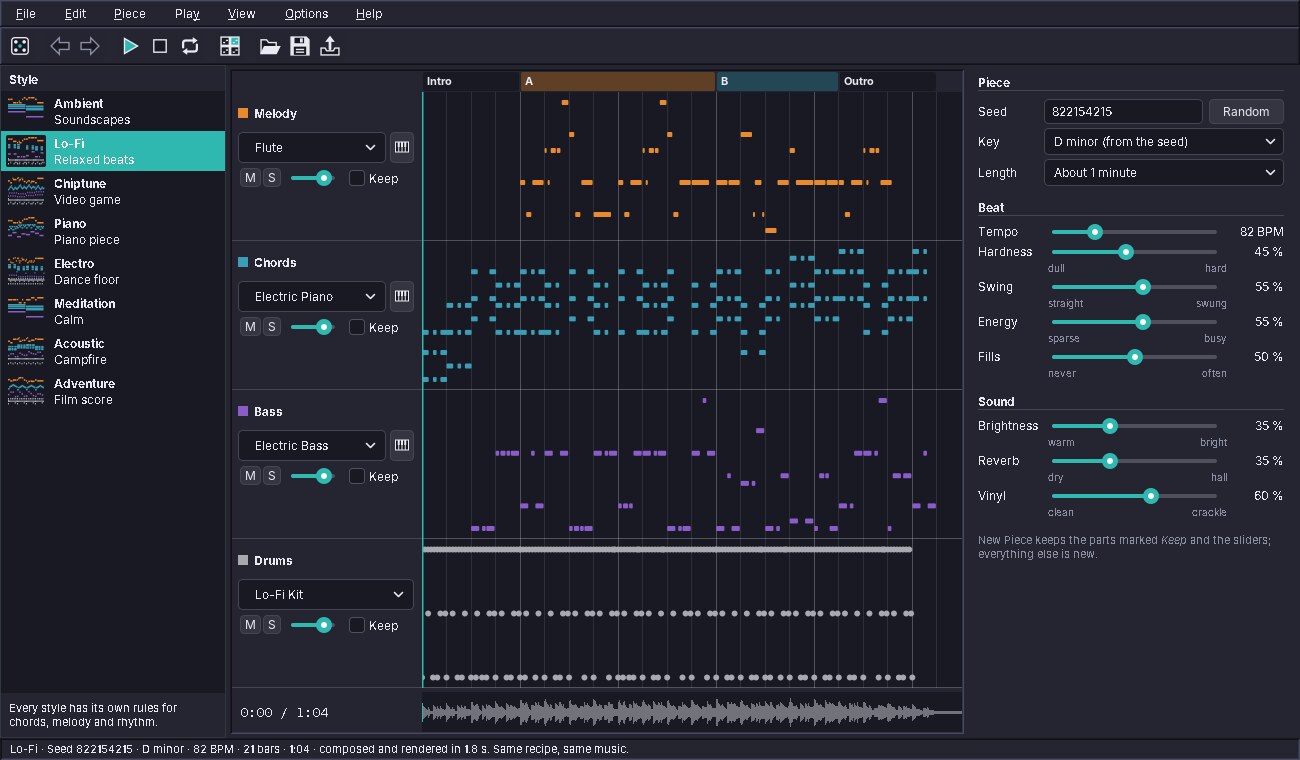 File Edit Piece Play View Options Help
Style
Ambient
Soundscapes
Lo-Fi
Relaxed beats
Chiptune
Video game
Piano
Piano piece
Electro
Dance floor
Meditation
Calm
Acoustic
Campfire
Adventure
Film score
Every style has its own rules for
chords, melody and rhythm.
Intro A B Outro
Melody
Flute
M S Keep
Chords
Electric Piano
M S Keep
Bass
Electric Bass
M S Keep
Drums
Lo-Fi Kit
M S Keep
0:00 / 1:04
Piece
Seed 822154215 Random
Key D minor (from the seed)
Length About 1 minute
Beat
Tempo 82 BPM
Hardness 45 %
dull hard
Swing 55 %
straight swung
Energy 55 %
sparse busy
Fills 50 %
never often
Sound
Brightness 35 %
warm bright
Reverb 35 %
dry hall
Vinyl 60 %
clean crackle
New Piece keeps the parts marked Keep and the sliders;
everything else is new.
Lo-Fi · Seed 822154215 · D minor · 82 BPM · 21 bars · 1:04 · composed and rendered in 1.8 s. Same recipe, same music.